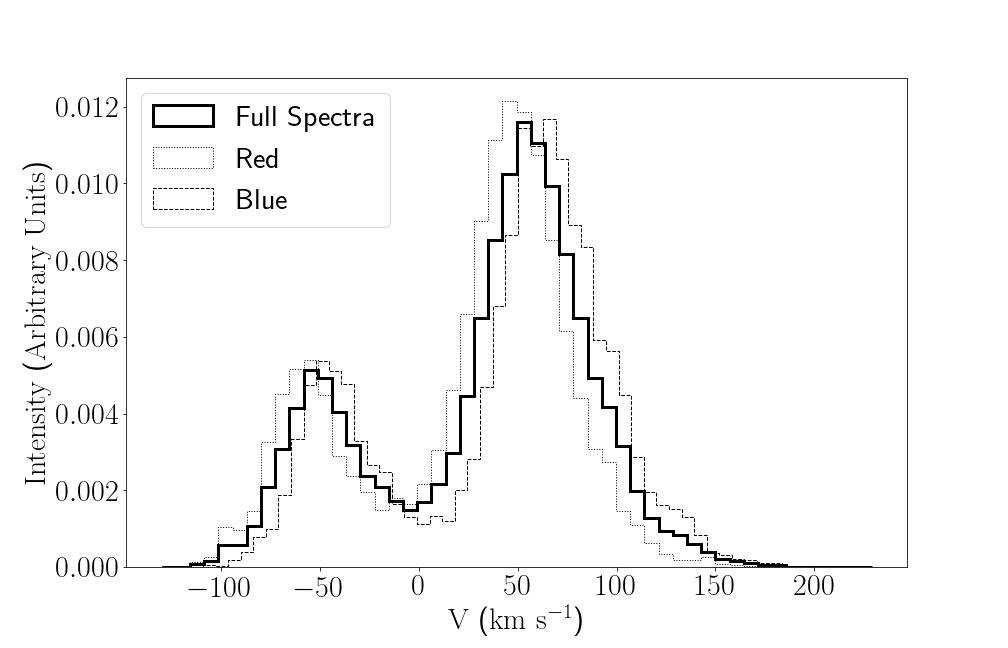 Intensity (Arbitrary Units)
0.012
0.010
0.008
0.006
0.004
0.002
0.000
Full Spectra
Red
Blue
−100
−50
0
50
100
150
200
V (km s⁻¹)